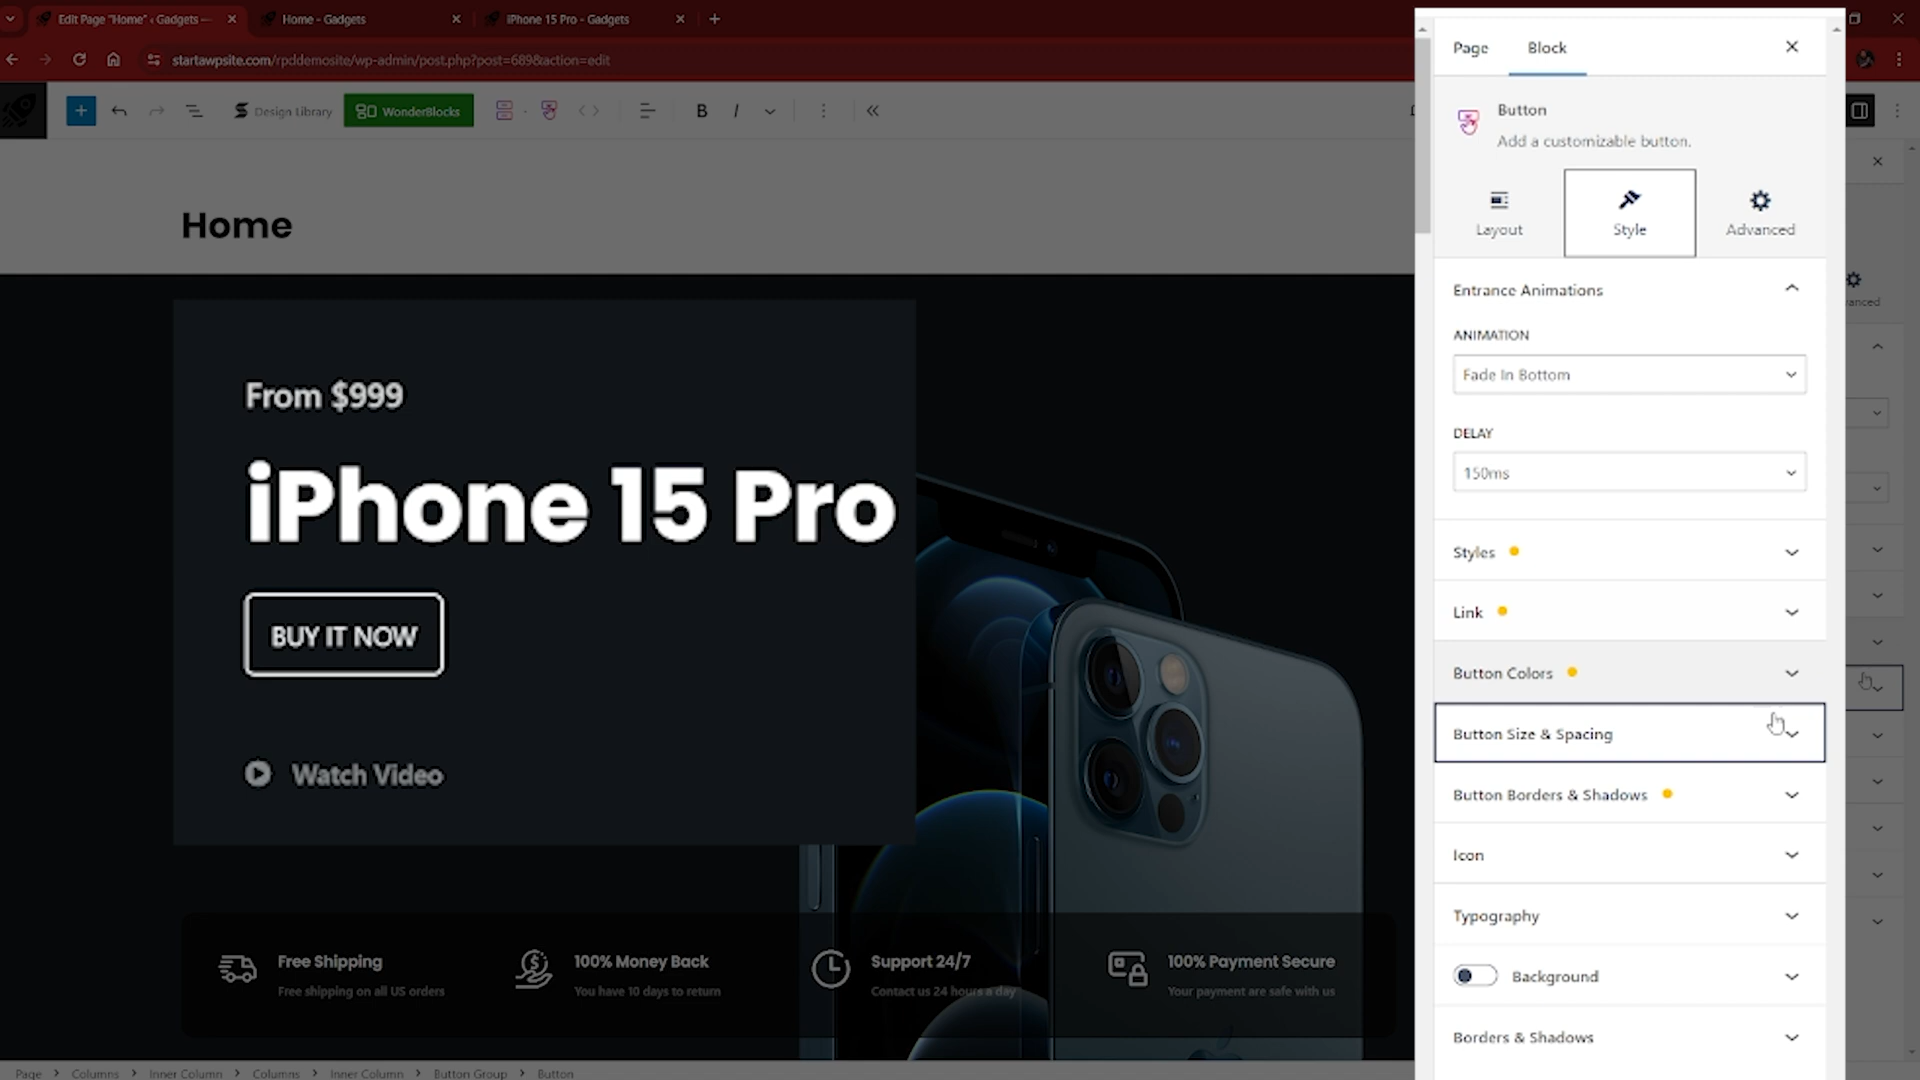 Edit Page "Home" ‹ Gadgets —
Home - Gadgets
iPhone 15 Pro - Gadgets
startawpsite.com/rpddemosite/wp-admin/post.php?post=689&action=edit
Design Library
WonderBlocks
B
I
Home
From $999
iPhone 15 Pro
BUY IT NOW
Watch Video
Free Shipping
Free shipping on all US orders
100% Money Back
You have 10 days to return
Support 24/7
Contact us 24 hours a day
100% Payment Secure
Your payment are safe with us
Page
Columns
Inner Column
Columns
Inner Column
Button Group
Button
Page
Block
Button
Add a customizable button.
Layout
Style
Advanced
Entrance Animations
ANIMATION
Fade In Bottom
DELAY
150ms
Styles
Link
Button Colors
Button Size & Spacing
Button Borders & Shadows
Icon
Typography
Background
Borders & Shadows